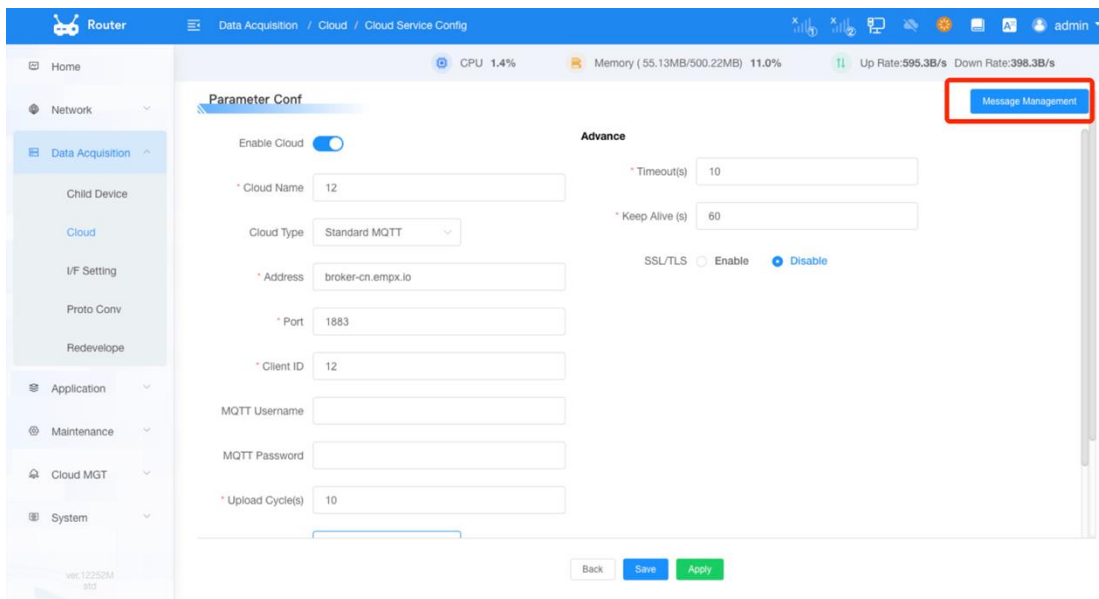 Router
Data Acquisition / Cloud / Cloud Service Config
admin
Home
Network
Data Acquisition
Child Device
Cloud
I/F Setting
Proto Conv
Redevelope
Application
Maintenance
Cloud MGT
System
ver.12252M
std
CPU 1.4%
Memory ( 55.13MB/500.22MB) 11.0%
Up Rate:595.3B/s Down Rate:398.3B/s
Parameter Conf
Message Management
Enable Cloud
* Cloud Name 12
Cloud Type Standard MQTT
* Address broker-cn.empx.io
* Port 1883
* Client ID 12
MQTT Username
MQTT Password
* Upload Cycle(s) 10
Advance
* Timeout(s) 10
* Keep Alive (s) 60
SSL/TLS Enable Disable
Back Save Apply